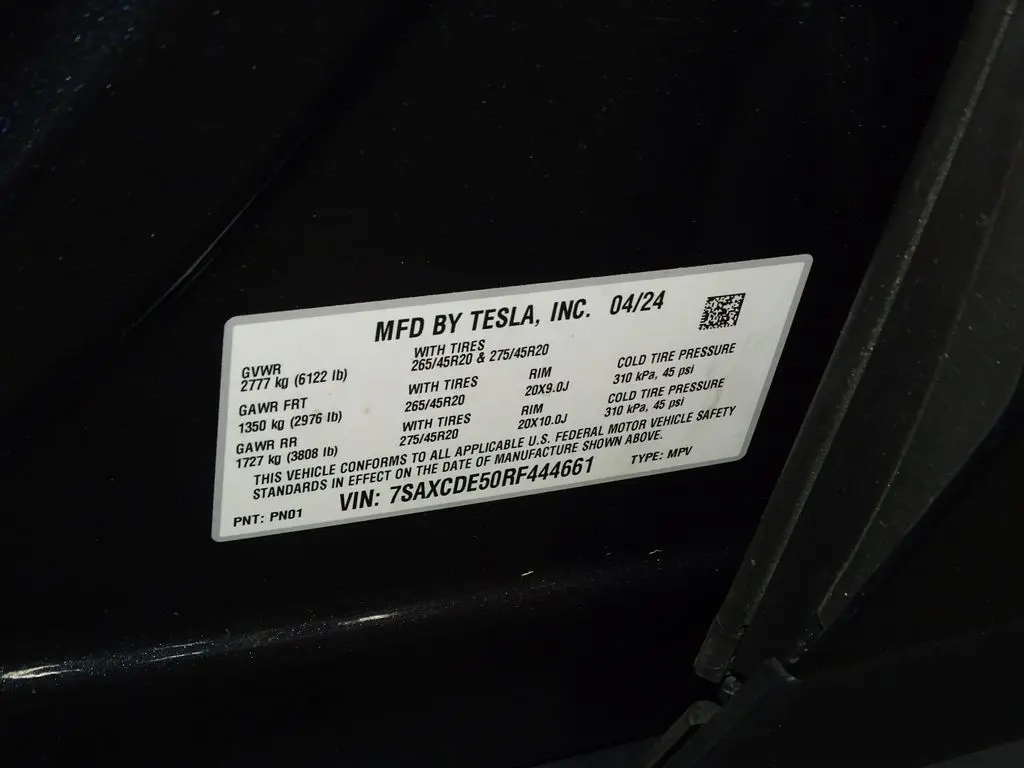 MFD BY TESLA, INC. 04/24
GVWR WITH TIRES
2777 kg (6122 lb) 265/45R20 & 275/45R20
GAWR FRT WITH TIRES RIM COLD TIRE PRESSURE
1350 kg (2976 lb) 265/45R20 20X9.0J 310 kPa, 45 psi
GAWR RR WITH TIRES RIM COLD TIRE PRESSURE
1727 kg (3808 lb) 275/45R20 20X10.0J 310 kPa, 45 psi
THIS VEHICLE CONFORMS TO ALL APPLICABLE U.S. FEDERAL MOTOR VEHICLE SAFETY
STANDARDS IN EFFECT ON THE DATE OF MANUFACTURE SHOWN ABOVE.
PNT: PN01 VIN: 7SAXCDE50RF444661 TYPE: MPV